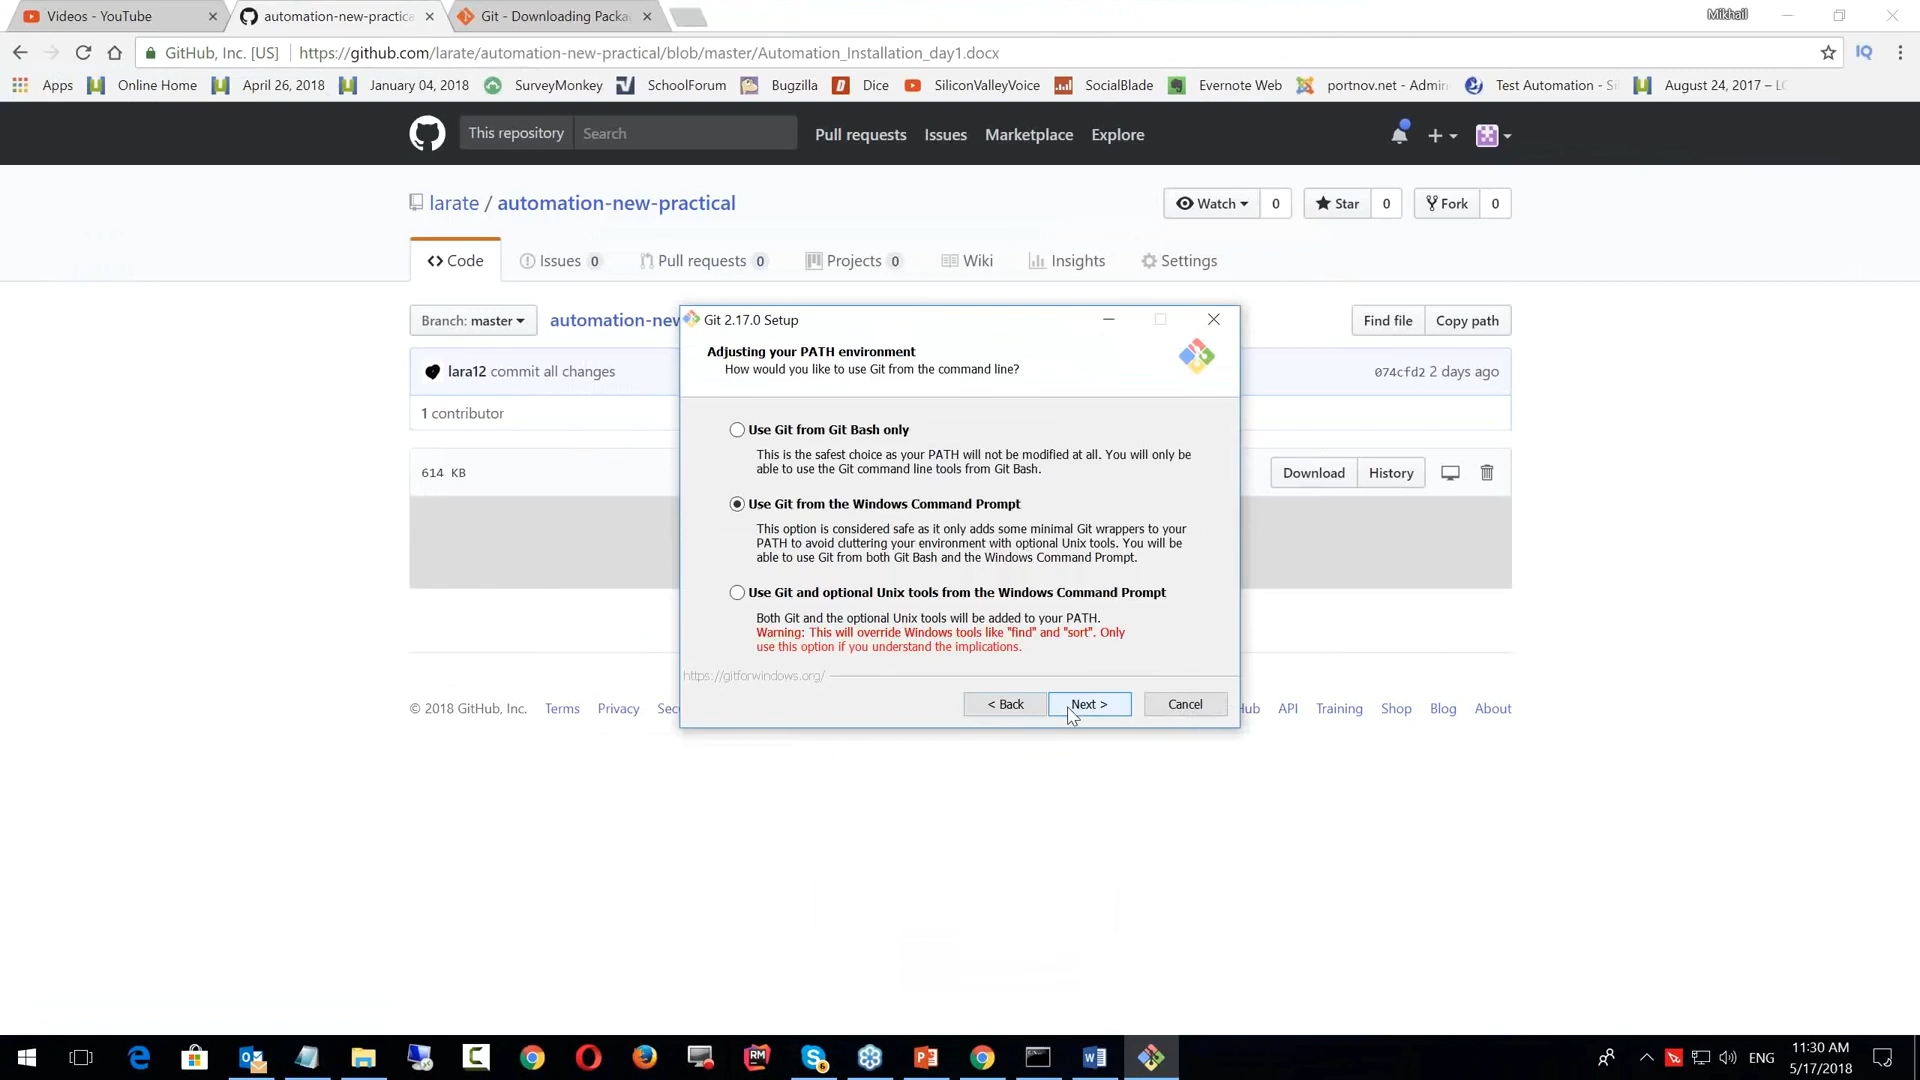 Videos - YouTube
automation-new-practica
Git - Downloading Packa
Mikhail
GitHub, Inc. [US]
https://github.com/larate/automation-new-practical/blob/master/Automation_Installation_day1.docx
IQ
Apps
Online Home
April 26, 2018
January 04, 2018
SurveyMonkey
SchoolForum
Bugzilla
Dice
SiliconValleyVoice
SocialBlade
Evernote Web
portnov.net - Admin
Test Automation - Si
August 24, 2017 – L
This repository
Search
Pull requests
Issues
Marketplace
Explore
larate / automation-new-practical
Watch
0
Star
0
Fork
0
Code
Issues 0
Pull requests 0
Projects 0
Wiki
Insights
Settings
Branch: master
automation-new
Find file
Copy path
lara12 commit all changes
074cfd2 2 days ago
1 contributor
614 KB
Download
History
Git 2.17.0 Setup
Adjusting your PATH environment
How would you like to use Git from the command line?
Use Git from Git Bash only
This is the safest choice as your PATH will not be modified at all. You will only be
able to use the Git command line tools from Git Bash.
Use Git from the Windows Command Prompt
This option is considered safe as it only adds some minimal Git wrappers to your
PATH to avoid cluttering your environment with optional Unix tools. You will be
able to use Git from both Git Bash and the Windows Command Prompt.
Use Git and optional Unix tools from the Windows Command Prompt
Both Git and the optional Unix tools will be added to your PATH.
Warning: This will override Windows tools like "find" and "sort". Only
use this option if you understand the implications.
https://gitforwindows.org/
< Back
Next >
Cancel
© 2018 GitHub, Inc.
Terms
Privacy
Sec
Hub
API
Training
Shop
Blog
About
ENG
11:30 AM
5/17/2018